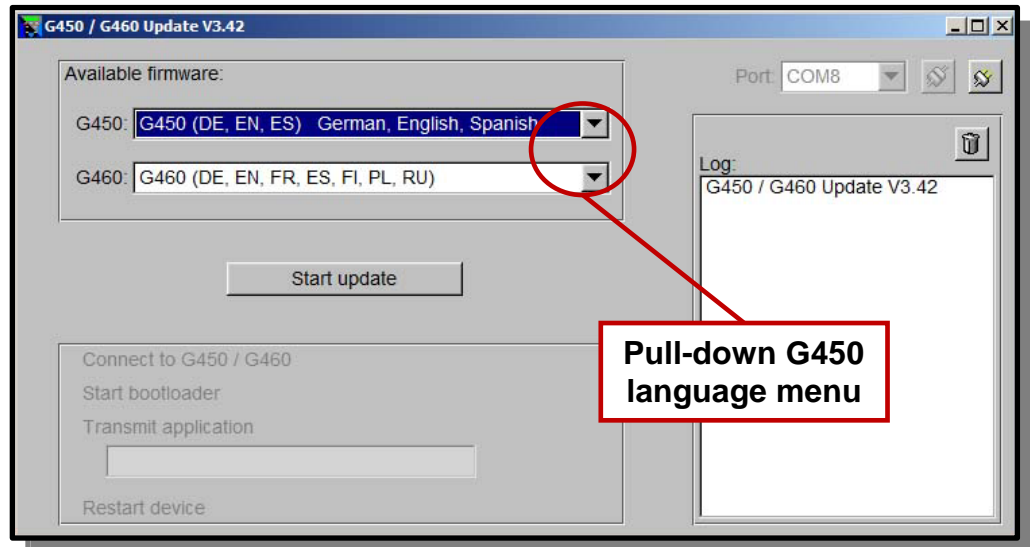 G450 / G460 Update V3.42
Available firmware:
G450: G450 (DE, EN, ES) German, English, Spanish
G460: G460 (DE, EN, FR, ES, FI, PL, RU)
Start update
Connect to G450 / G460
Start bootloader
Transmit application
Restart device
Port: COM8
Log:
G450 / G460 Update V3.42
Pull-down G450
language menu